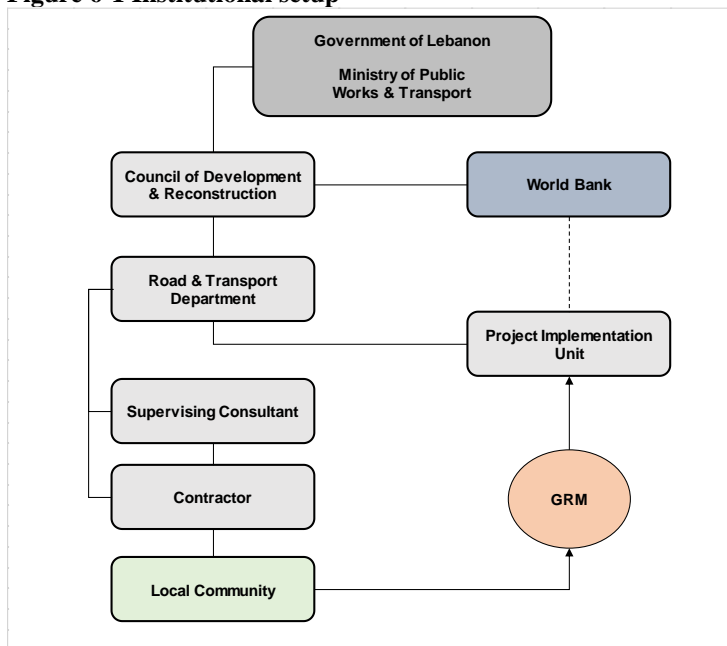 Figure 6-1 Institutional setup
Government of Lebanon
Ministry of Public
Works & Transport
Council of Development
& Reconstruction
World Bank
Road & Transport
Department
Project Implementation
Unit
Supervising Consultant
Contractor
GRM
Local Community